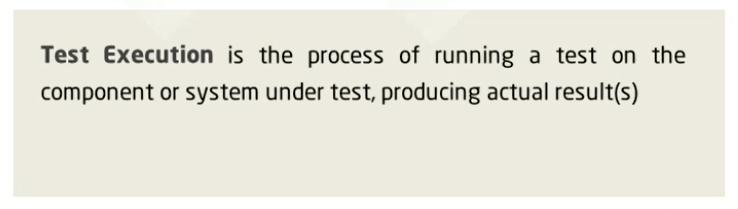 Test Execution is the process of running a test on the
component or system under test, producing actual result(s)